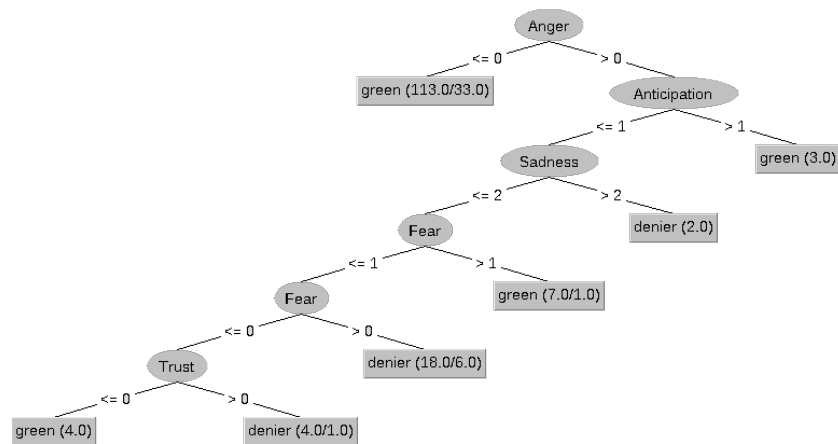 Anger
<= 0
> 0
green (113.0/33.0)
Anticipation
<= 1
> 1
Sadness
green (3.0)
<= 2
> 2
Fear
denier (2.0)
<= 1
> 1
Fear
green (7.0/1.0)
<= 0
> 0
Trust
denier (18.0/6.0)
<= 0
> 0
green (4.0)
denier (4.0/1.0)